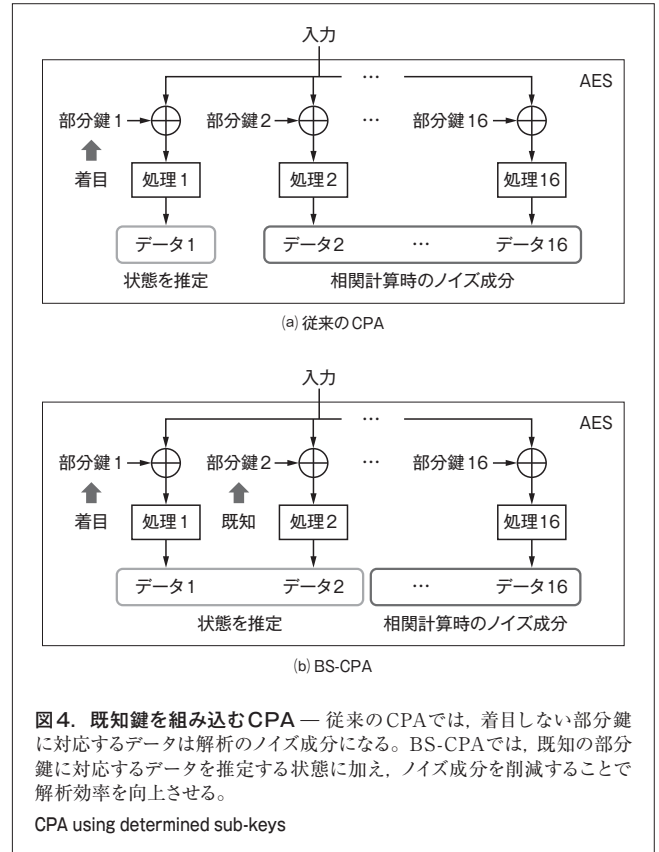 入力
AES
…
部分鍵1 部分鍵2 … 部分鍵16
着目 処理1 処理2 処理16
データ1 データ2 … データ16
状態を推定 相関計算時のノイズ成分
(a) 従来のCPA
入力
AES
…
部分鍵1 部分鍵2 … 部分鍵16
着目 処理1 既知 処理2 処理16
データ1 データ2 … データ16
状態を推定 相関計算時のノイズ成分
(b) BS-CPA
図4．既知鍵を組み込むCPA — 従来のCPAでは，着目しない部分鍵
に対応するデータは解析のノイズ成分になる。BS-CPAでは，既知の部分
鍵に対応するデータを推定する状態に加え，ノイズ成分を削減することで
解析効率を向上させる。
CPA using determined sub-keys